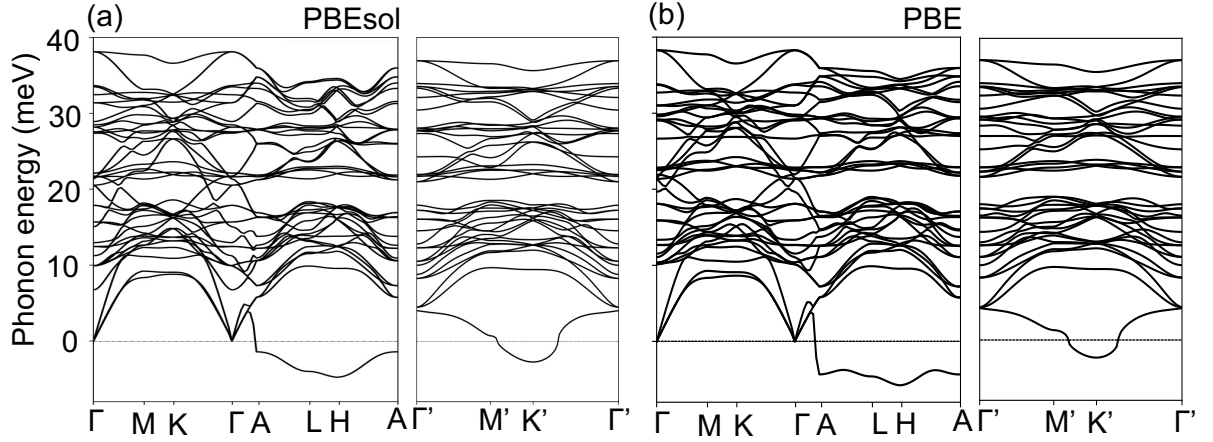 (a) PBEsol
(b) PBE
Phonon energy (meV)
40
30
20
10
0
Γ M K Γ A L H A
Γ' M' K' Γ'
Γ M K Γ A L H A
Γ' M' K' Γ'